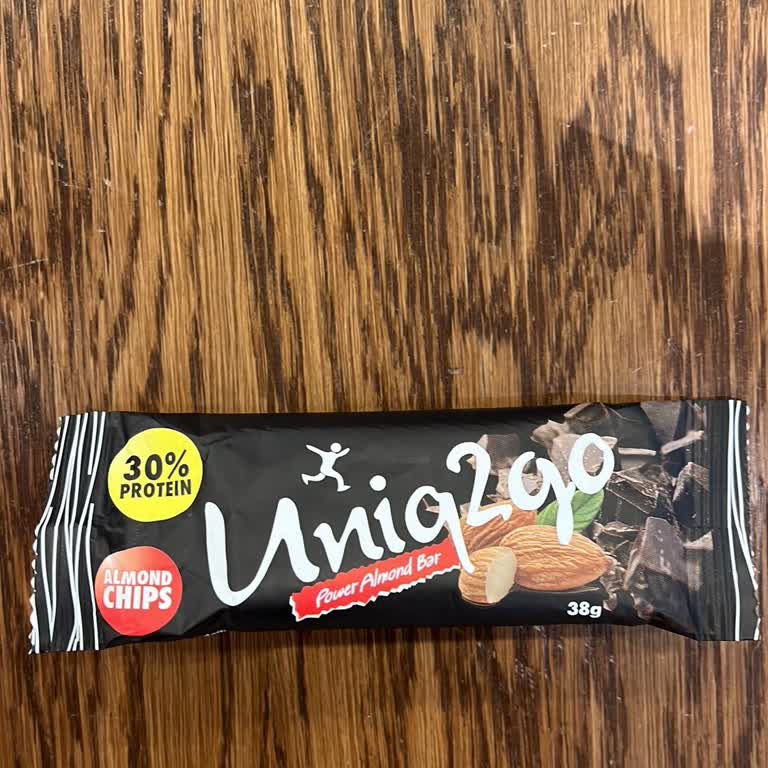 30%
PROTEIN
ALMOND
CHIPS
Uniq2go
Power Almond Bar
38g